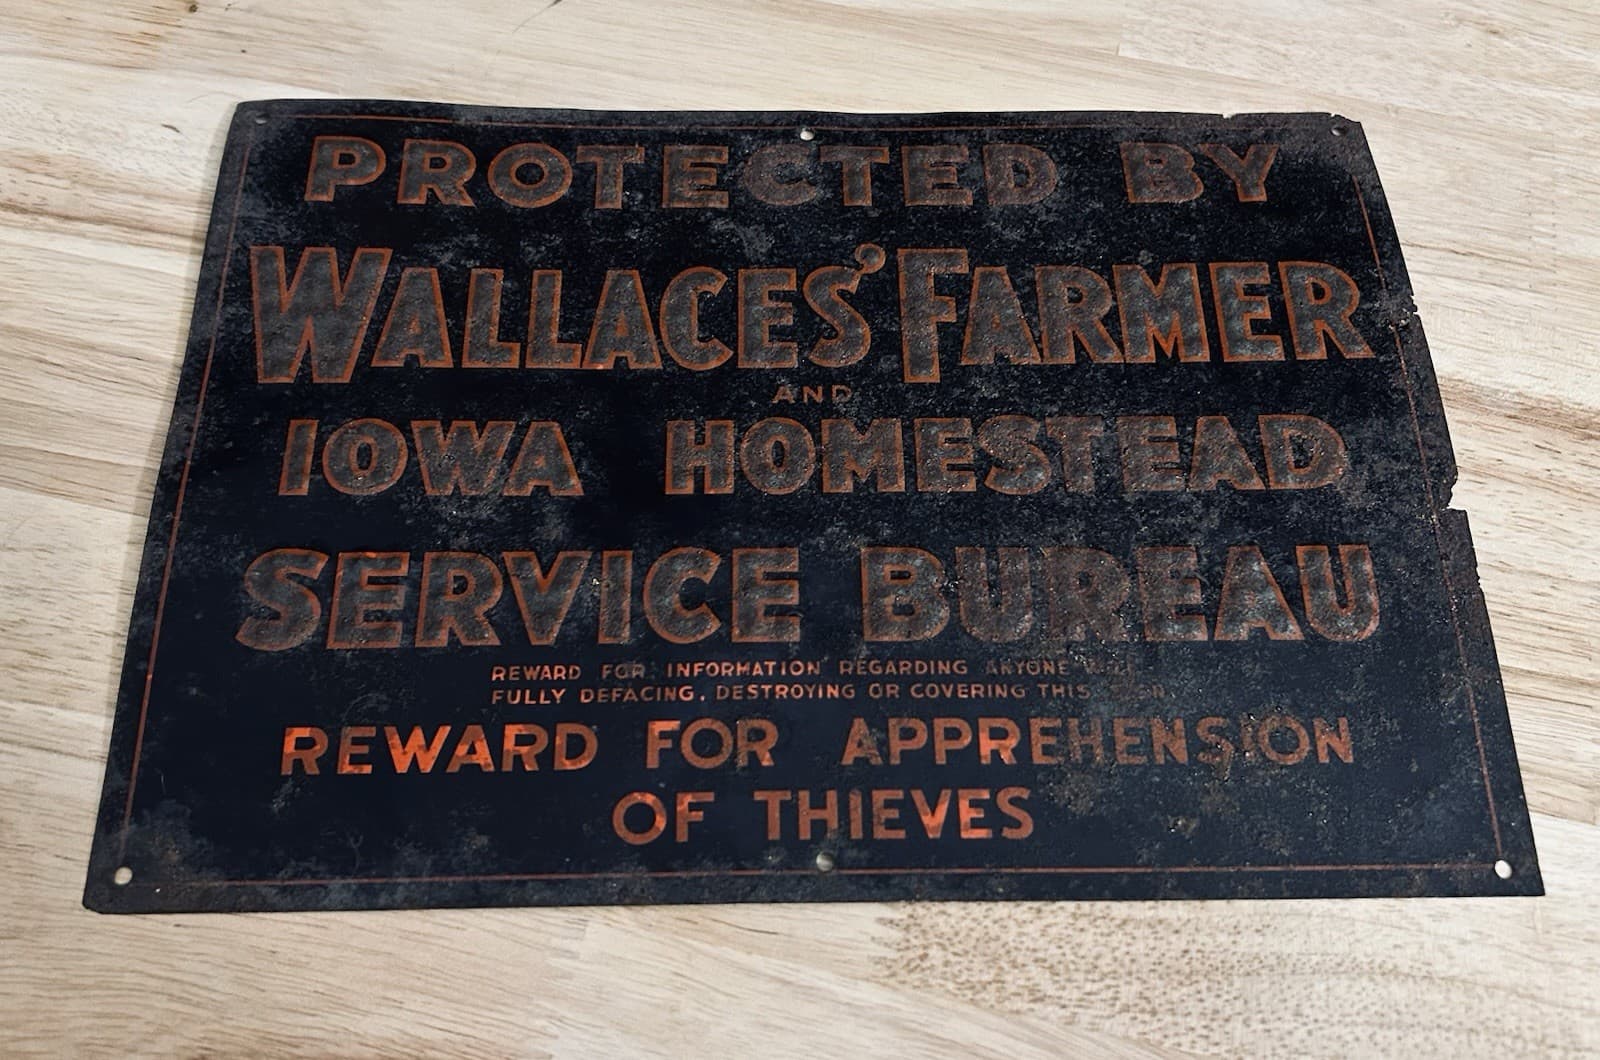 PROTECTED BY
WALLACES' FARMER
AND
IOWA HOMESTEAD
SERVICE BUREAU
REWARD FOR INFORMATION REGARDING ANYONE
FULLY DEFACING, DESTROYING OR COVERING THIS
REWARD FOR APPREHENSION
OF THIEVES